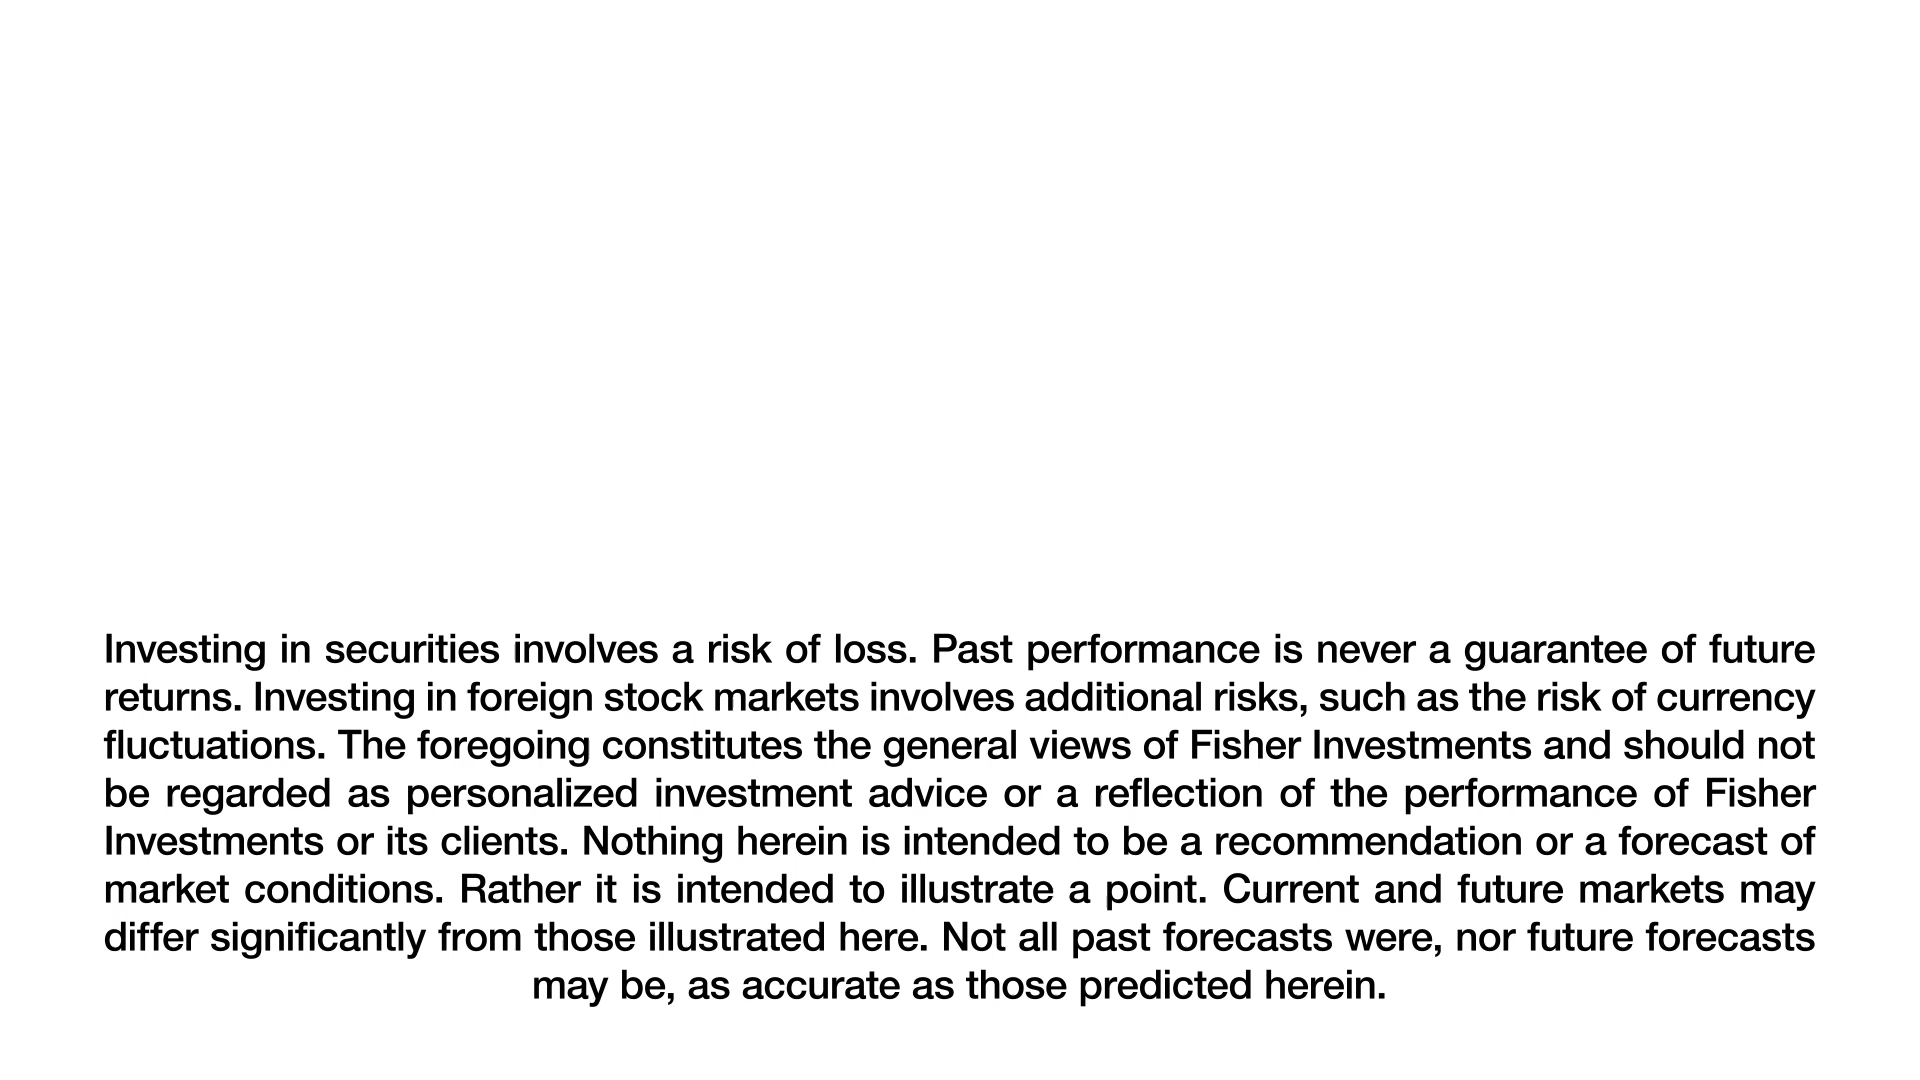 Investing in securities involves a risk of loss. Past performance is never a guarantee of future
returns. Investing in foreign stock markets involves additional risks, such as the risk of currency
fluctuations. The foregoing constitutes the general views of Fisher Investments and should not
be regarded as personalized investment advice or a reflection of the performance of Fisher
Investments or its clients. Nothing herein is intended to be a recommendation or a forecast of
market conditions. Rather it is intended to illustrate a point. Current and future markets may
differ significantly from those illustrated here. Not all past forecasts were, nor future forecasts
may be, as accurate as those predicted herein.